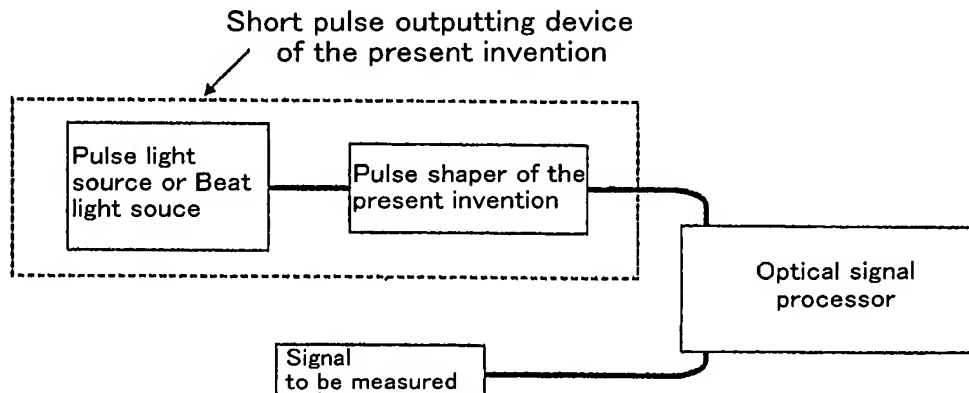 Short pulse outputting device
of the present invention
Pulse light
source or Beat
light souce
Pulse shaper of the
present invention
Optical signal
processor
Signal
to be measured